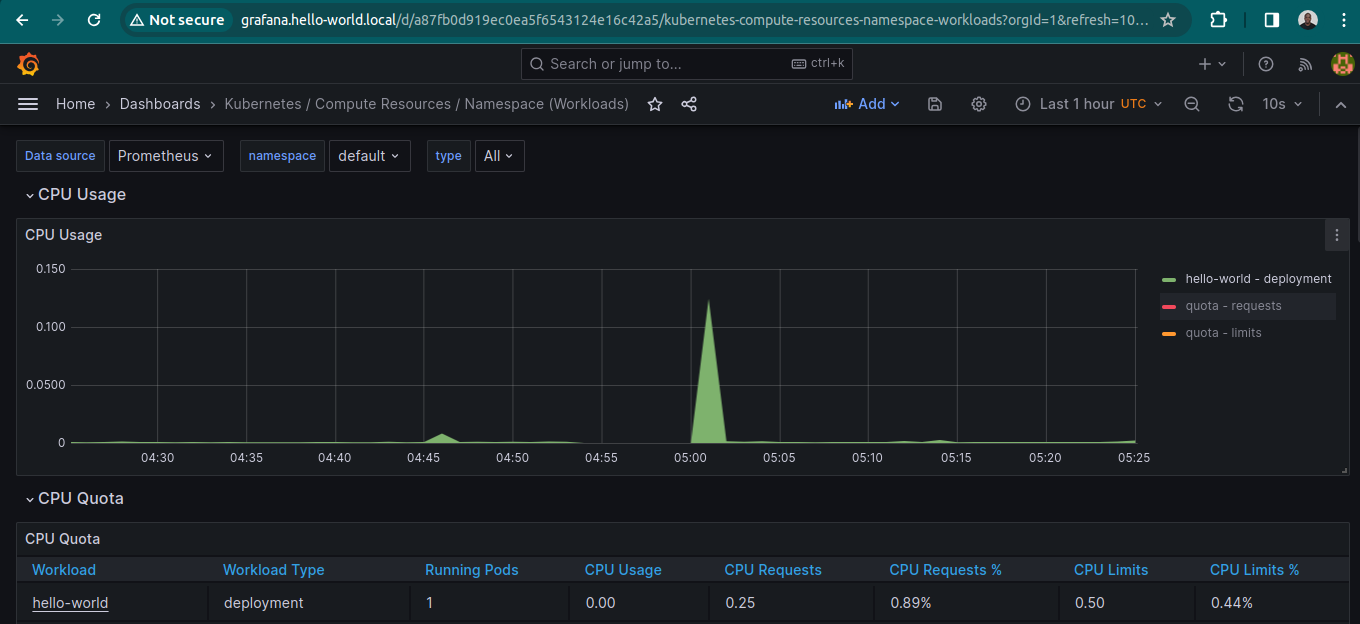 Not secure grafana.hello-world.local/d/a87fb0d919ec0ea5f6543124e16c42a5/kubernetes-compute-resources-namespace-workloads?orgId=1&refresh=10...
Search or jump to... ctrl+k
Home › Dashboards › Kubernetes / Compute Resources / Namespace (Workloads) Add Last 1 hour UTC 10s
Data source Prometheus namespace default type All
CPU Usage
CPU Usage
0.150
0.100
0.0500
0
04:30 04:35 04:40 04:45 04:50 04:55 05:00 05:05 05:10 05:15 05:20 05:25
hello-world - deployment
quota - requests
quota - limits
CPU Quota
CPU Quota
Workload Workload Type Running Pods CPU Usage CPU Requests CPU Requests % CPU Limits CPU Limits %
hello-world deployment 1 0.00 0.25 0.89% 0.50 0.44%